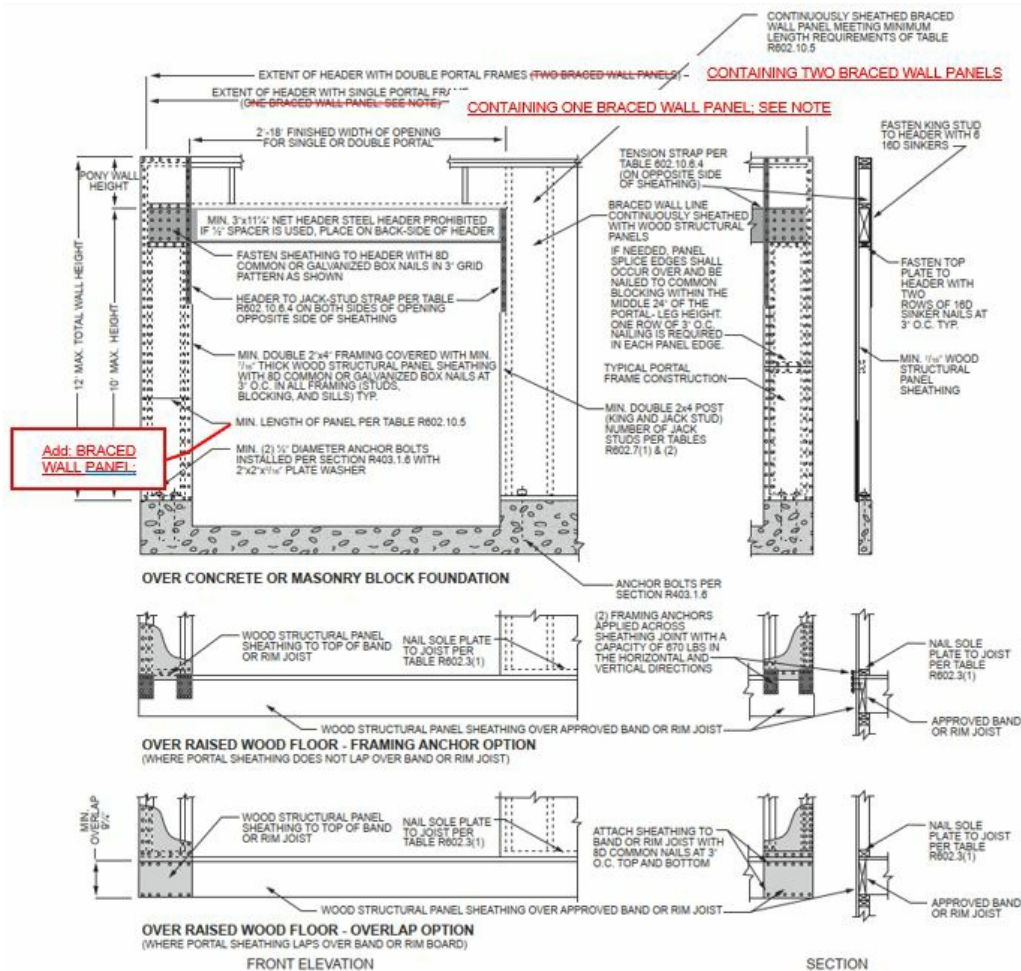 CONTINUOUSLY SHEATHED BRACED
WALL PANEL MEETING MINIMUM
LENGTH REQUIREMENTS OF TABLE
R602.10.5
EXTENT OF HEADER WITH DOUBLE PORTAL FRAMES (TWO BRACED WALL PANELS)
CONTAINING TWO BRACED WALL PANELS
EXTENT OF HEADER WITH SINGLE PORTAL
(ONE BRACED WALL PANEL; SEE NOTE)
CONTAINING ONE BRACED WALL PANEL; SEE NOTE
2'-18' FINISHED WIDTH OF OPENING
FOR SINGLE OR DOUBLE PORTAL
FASTEN KING STUD
TO HEADER WITH 6
16D SINKERS
PONY WALL
HEIGHT
TENSION STRAP PER
TABLE 602.10.6.4
(ON OPPOSITE SIDE
OF SHEATHING)
MIN. 3"x11¼" NET HEADER STEEL HEADER PROHIBITED
IF ½" SPACER IS USED, PLACE ON BACK-SIDE OF HEADER
BRACED WALL LINE
CONTINUOUSLY SHEATHED
WITH WOOD STRUCTURAL
PANELS
FASTEN SHEATHING TO HEADER WITH 8D
COMMON OR GALVANIZED BOX NAILS IN 3" GRID
PATTERN AS SHOWN
IF NEEDED, PANEL
SPLICE EDGES SHALL
OCCUR OVER AND BE
NAILED TO COMMON
BLOCKING WITHIN THE
MIDDLE 24" OF THE
PORTAL- LEG HEIGHT.
ONE ROW OF 3" O.C.
NAILING IS REQUIRED
IN EACH PANEL EDGE.
FASTEN TOP
PLATE TO
HEADER WITH
TWO
ROWS OF 16D
SINKER NAILS AT
3" O.C. TYP.
12' MAX. TOTAL WALL HEIGHT
10' MAX. HEIGHT
HEADER TO JACK-STUD STRAP PER TABLE
R602.10.6.4 ON BOTH SIDES OF OPENING
OPPOSITE SIDE OF SHEATHING
MIN. DOUBLE 2"x4" FRAMING COVERED WITH MIN.
7/16" THICK WOOD STRUCTURAL PANEL SHEATHING
WITH 8D COMMON OR GALVANIZED BOX NAILS AT
3" O.C. IN ALL FRAMING (STUDS,
BLOCKING, AND SILLS) TYP.
TYPICAL PORTAL
FRAME CONSTRUCTION
MIN. 7/16" WOOD
STRUCTURAL
PANEL
SHEATHING
MIN. LENGTH OF PANEL PER TABLE R602.10.5
MIN. DOUBLE 2x4 POST
(KING AND JACK STUD)
NUMBER OF JACK
STUDS PER TABLES
R602.7(1) & (2)
Add: BRACED
WALL PANEL;
MIN. (2) ½" DIAMETER ANCHOR BOLTS
INSTALLED PER SECTION R403.1.6 WITH
2"x2"x3/16" PLATE WASHER
OVER CONCRETE OR MASONRY BLOCK FOUNDATION
ANCHOR BOLTS PER
SECTION R403.1.6
WOOD STRUCTURAL PANEL
SHEATHING TO TOP OF BAND
OR RIM JOIST
NAIL SOLE PLATE
TO JOIST PER
TABLE R602.3(1)
(2) FRAMING ANCHORS
APPLIED ACROSS
SHEATHING JOINT WITH A
CAPACITY OF 670 LBS IN
THE HORIZONTAL AND
VERTICAL DIRECTIONS
NAIL SOLE
PLATE TO JOIST
PER TABLE
R602.3(1)
WOOD STRUCTURAL PANEL SHEATHING OVER APPROVED BAND OR RIM JOIST
APPROVED BAND
OR RIM JOIST
OVER RAISED WOOD FLOOR - FRAMING ANCHOR OPTION
(WHERE PORTAL SHEATHING DOES NOT LAP OVER BAND OR RIM JOIST)
MIN.
OVERLAP
9¼"
WOOD STRUCTURAL PANEL
SHEATHING TO TOP OF BAND
OR RIM JOIST
NAIL SOLE PLATE
TO JOIST PER
TABLE R602.3(1)
ATTACH SHEATHING TO
BAND OR RIM JOIST WITH
8D COMMON NAILS AT 3"
O.C. TOP AND BOTTOM
NAIL SOLE
PLATE TO JOIST
PER TABLE
R602.3(1)
WOOD STRUCTURAL PANEL SHEATHING OVER APPROVED BAND OR RIM JOIST
APPROVED BAND
OR RIM JOIST
OVER RAISED WOOD FLOOR - OVERLAP OPTION
(WHERE PORTAL SHEATHING LAPS OVER BAND OR RIM BOARD)
FRONT ELEVATION
SECTION